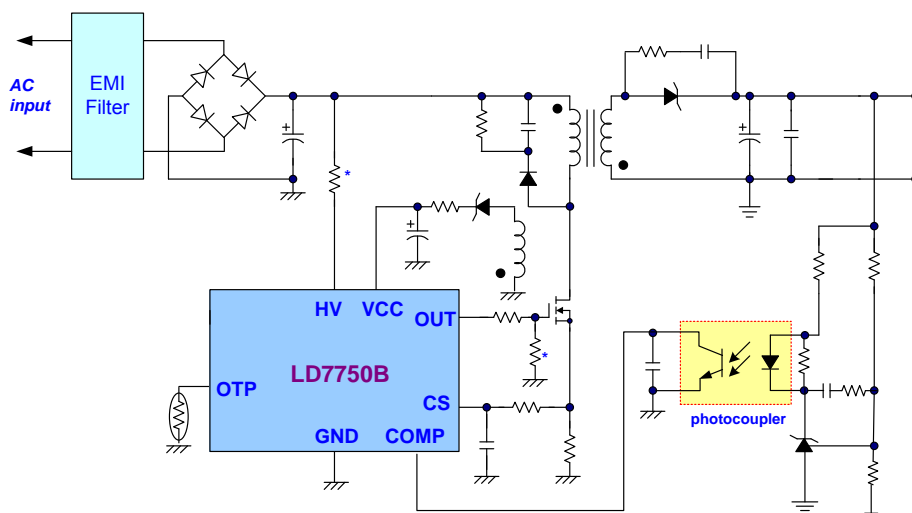 AC
input
EMI
Filter
+
+
*
+
HV
VCC
OUT
LD7750B
*
OTP
CS
GND
COMP
photocoupler